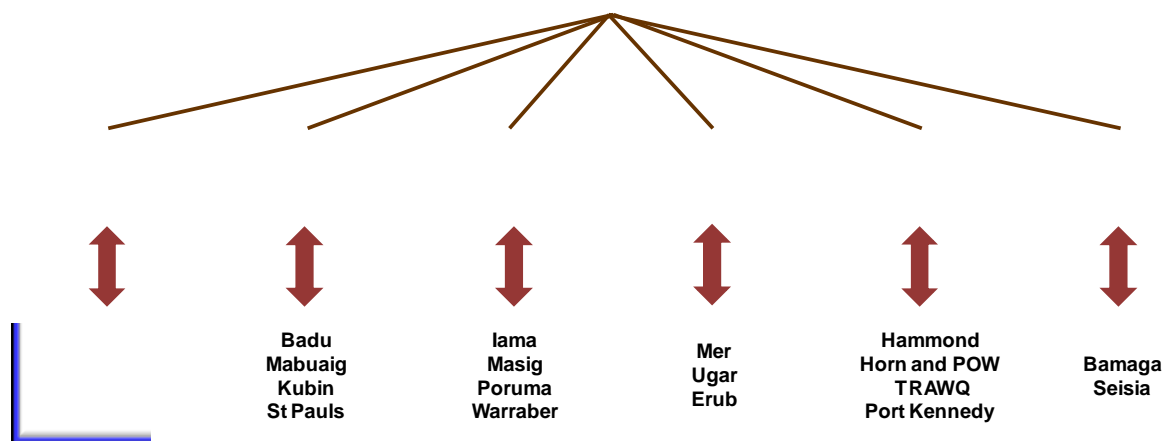 Badu
Mabuaig
Kubin
St Pauls
Iama
Masig
Poruma
Warraber
Mer
Ugar
Erub
Hammond
Horn and POW
TRAWQ
Port Kennedy
Bamaga
Seisia